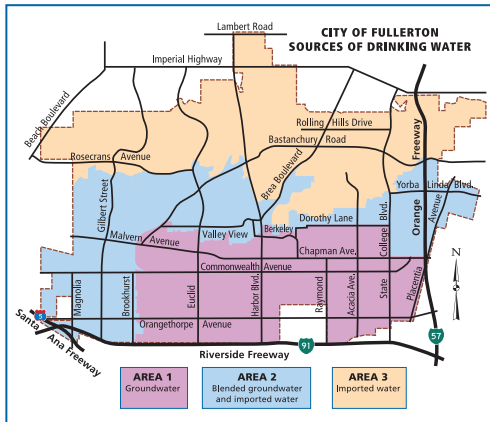 CITY OF FULLERTON
SOURCES OF DRINKING WATER
Lambert Road
Imperial Highway
Beach Boulevard
Rolling Hills Drive
Bastanchury Road
Freeway
Rosecrans Avenue
Brea Boulevard
Yorba Linda Blvd.
Gilbert Street
Dorothy Lane
Blvd.
Orange
Avenue
Valley View
Berkeley
Malvern Avenue
Chapman Ave.
College
N
Commonwealth Avenue
Magnolia
Brookhurst
Euclid
Harbor Blvd.
Raymond
Acacia Ave.
State
Placentia
Orangethorpe Avenue
5
Santa Ana Freeway
Riverside Freeway
91
57
AREA 1
Groundwater
AREA 2
Blended groundwater
and imported water
AREA 3
Imported water